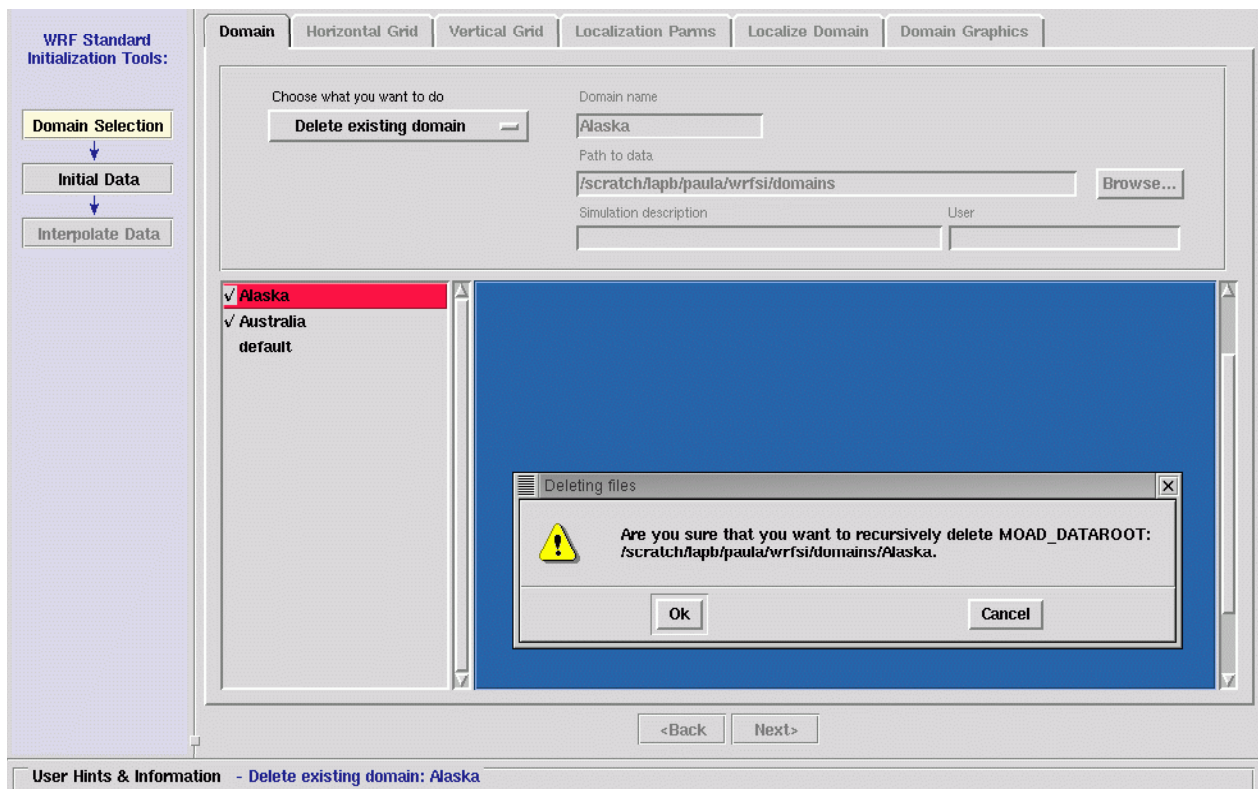 WRF Standard
Initialization Tools:
Domain Selection
Initial Data
Interpolate Data
Domain
Horizontal Grid
Vertical Grid
Localization Parms
Localize Domain
Domain Graphics
Choose what you want to do
Delete existing domain
Domain name
Alaska
Path to data
/scratch/lapb/paula/wrfsi/domains
Browse...
Simulation description
User
√ Alaska
√ Australia
default
Deleting files
Are you sure that you want to recursively delete MOAD_DATAROOT:
/scratch/lapb/paula/wrfsi/domains/Alaska.
Ok
Cancel
<Back
Next>
User Hints & Information - Delete existing domain: Alaska